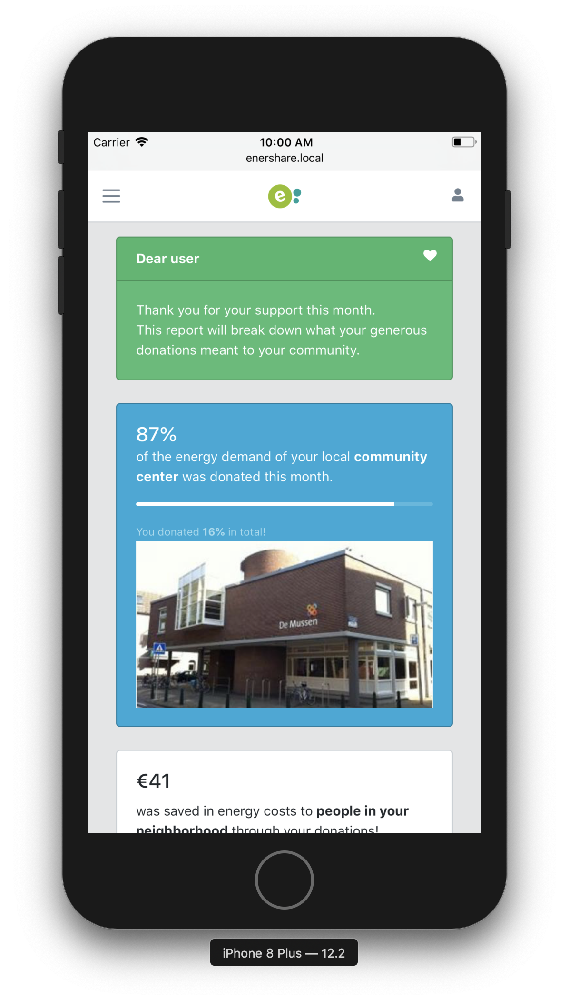 Carrier
10:00 AM
enershare.local
e
Dear user
Thank you for your support this month.
This report will break down what your generous
donations meant to your community.
87%
of the energy demand of your local community
center was donated this month.
You donated 16% in total!
De Mussen
€41
was saved in energy costs to people in your
neighborhood through your donations!
iPhone 8 Plus — 12.2